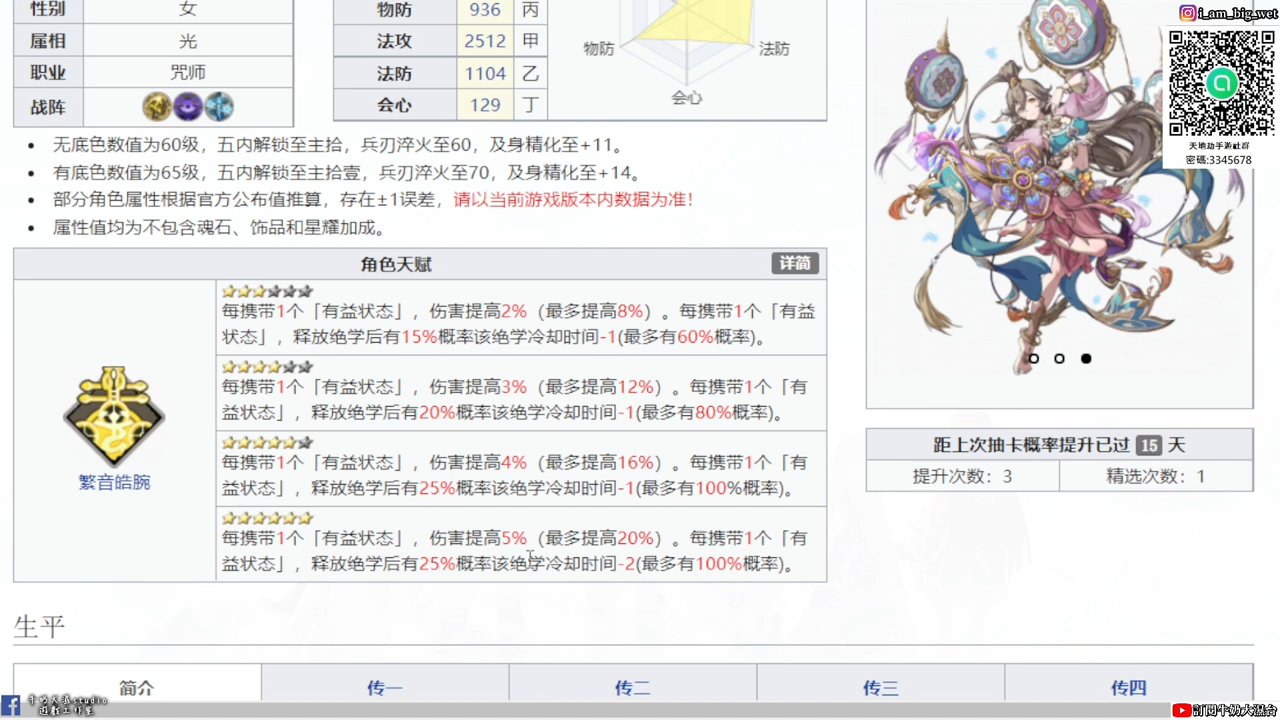 性别 女
属相 光
职业 咒师
战阵
物防 936 丙
法攻 2512 甲
法防 1104 乙
会心 129 丁
物防
法防
会心
无底色数值为60级，五内解锁至主拾，兵刃淬火至60，及身精化至+11。
有底色数值为65级，五内解锁至主拾壹，兵刃淬火至70，及身精化至+14。
部分角色属性根据官方公布值推算，存在±1误差，请以当前游戏版本内数据为准！
属性值均为不包含魂石、饰品和星耀加成。
角色天赋 详简
繁音皓腕
每携带1个「有益状态」，伤害提高2%（最多提高8%）。每携带1个「有益
状态」，释放绝学后有15%概率该绝学冷却时间-1(最多有60%概率)。
每携带1个「有益状态」，伤害提高3%（最多提高12%）。每携带1个「有
益状态」，释放绝学后有20%概率该绝学冷却时间-1(最多有80%概率)。
每携带1个「有益状态」，伤害提高4%（最多提高16%）。每携带1个「有
益状态」，释放绝学后有25%概率该绝学冷却时间-1(最多有100%概率)。
每携带1个「有益状态」，伤害提高5%（最多提高20%）。每携带1个「有
益状态」，释放绝学后有25%概率该绝学冷却时间-2(最多有100%概率)。
生平
简介 传一 传二 传三 传四
i_am_big_wet
天地劫手游社群
密碼:3345678
距上次抽卡概率提升已过 15 天
提升次数：3 精选次数：1
studio
遊戲工作室
訂閱牛奶大混台